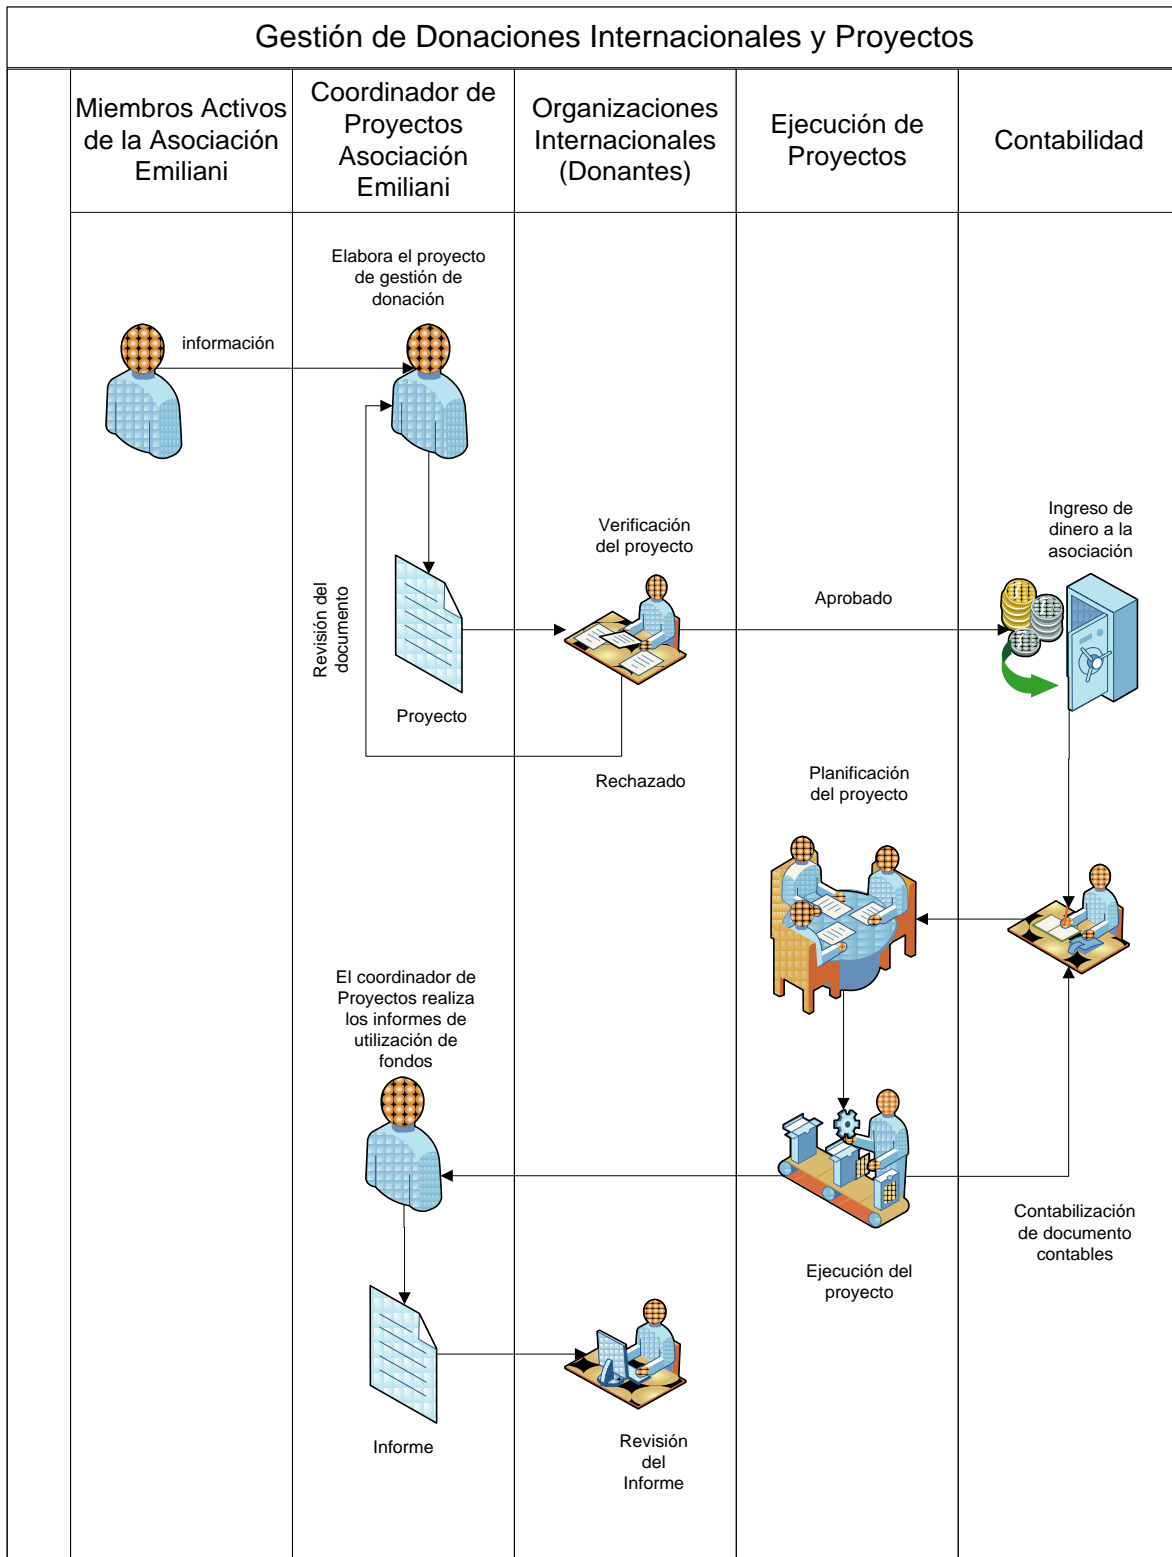 Gestión de Donaciones Internacionales y Proyectos
Miembros Activos
de la Asociación
Emiliani
Coordinador de
Proyectos
Asociación
Emiliani
Organizaciones
Internacionales
(Donantes)
Ejecución de
Proyectos
Contabilidad
Elabora el proyecto
de gestión de
donación
información
Ingreso de
dinero a la
asociación
Verificación
del proyecto
Aprobado
Revisión del
documento
Proyecto
Rechazado
Planificación
del proyecto
El coordinador de
Proyectos realiza
los informes de
utilización de
fondos
Contabilización
de documento
contables
Ejecución del
proyecto
Informe
Revisión
del
Informe